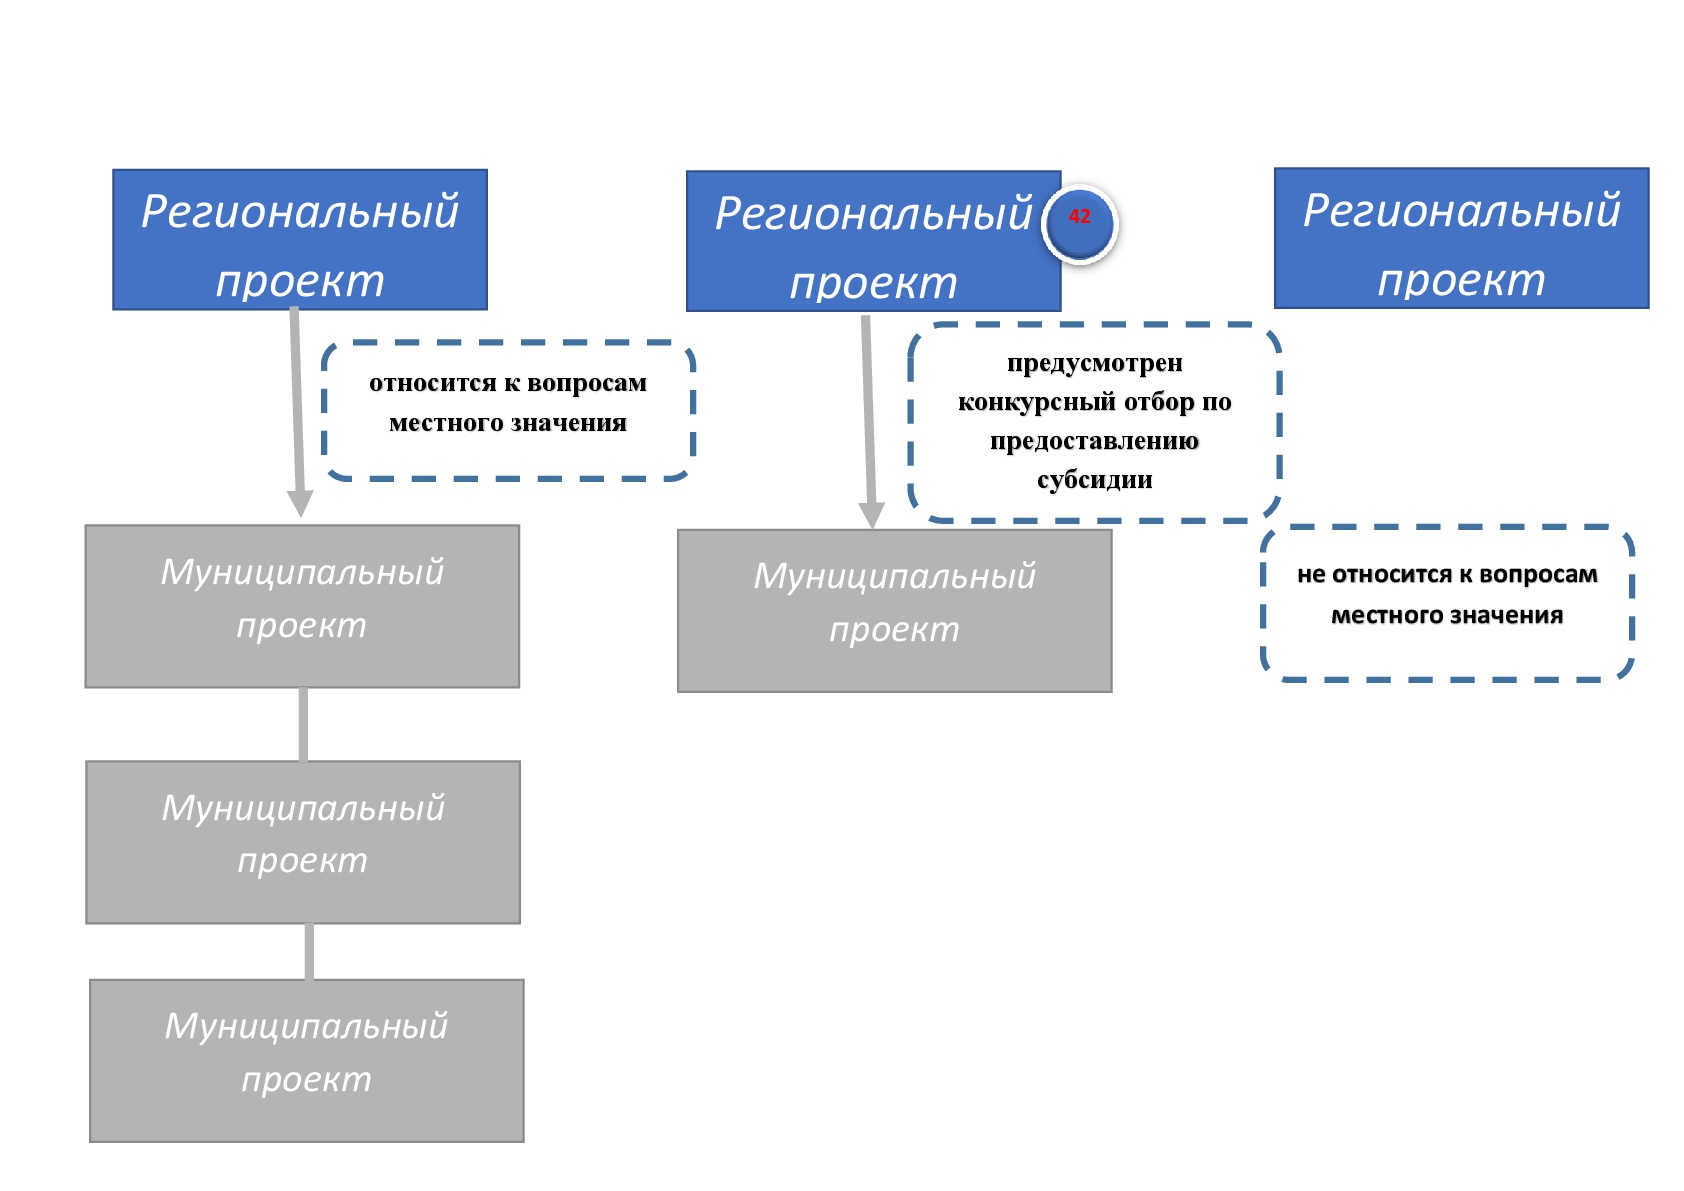 Региональный
проект
Региональный
проект
42
Региональный
проект
относится к вопросам
местного значения
предусмотрен
конкурсный отбор по
предоставлению
субсидии
не относится к вопросам
местного значения
Муниципальный
проект
Муниципальный
проект
Муниципальный
проект
Муниципальный
проект